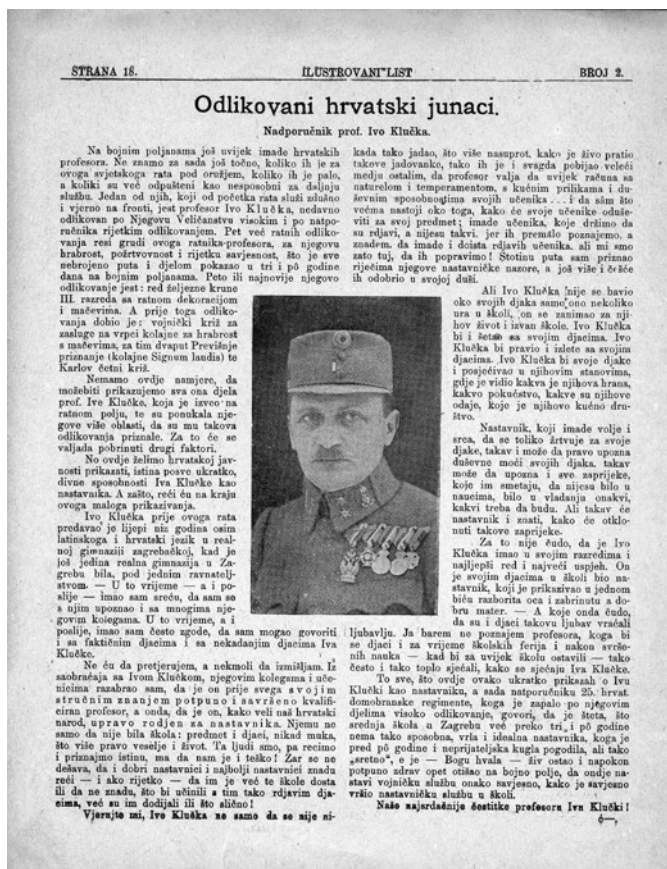 STRANA 18.
ILUSTROVANI LIST
BROJ 2.
Odlikovani hrvatski junaci.
Nadporučnik prof. Ivo Klučka.
Na bojnim poljanama još uvijek imade hrvatskih
profesora. Ne znamo za sada još točno, koliko ih je za
ovoga svjetskoga rata pod oružjem, koliko ih je palo,
a koliki su već odpušteni kao nesposobni za daljnju
službu. Jedan od njih, koji od početka rata služi zdušno
i vjerno na fronti, jest profesor Ivo Klučka, nedavno
odlikovan po Njegovu Veličanstvu visokim i po natpo-
ručnika rijetkim odlikovanjem. Pet već ratnih odliko-
vanja resi grudi ovoga ratnika-profesora, za njegovu
hrabrost, požrtvovnost i rijetku savjesnost, što je sve
nebrojeno puta i djelom pokazao u tri i pô godine
dana na bojnim poljanama. Peto ili najnovije njegovo
odlikovanje jest: red željezne krune
III. razreda sa ratnom dekoracijom
i mačevima. A prije toga odliko-
vanja dobio je: vojnički križ za
zasluge na vrpci kolajne za hrabrost
s mačevima, za tim dvaput Previšnje
priznanje (kolajne Signum laudis) te
Karlov četni križ.
Nemamo ovdje namjere, da
možebiti prikazujemo sva ona djela
prof. Ive Klučke, koja je izveo na
ratnom polju, te su ponukala nje-
gove više oblasti, da su mu takova
odlikovanja priznale. Za to će se
valjada pobrinuti drugi faktori.
No ovdje želimo hrvatskoj jav-
nosti prikazati, istina posve ukratko,
divne sposobnosti Iva Klučke kao
nastavnika. A zašto, reći ću na kraju
ovoga maloga prikazivanja.
Ivo Klučka prije ovoga rata
predavao je lijepi niz godina osim
latinskoga i hrvatski jezik u real-
noj gimnaziji zagrebačkoj, kad je
još jedina realna gimnazija u Za-
grebu bila, pod jednim ravnatelj-
stvom. — U to vrijeme — a i po-
slije — imao sam sreću, da sam se
s njim upoznao i sa mnogima nje-
govim kolegama. U to vrijeme, a i
poslije, imao sam često zgode, da sam mogao govoriti
i sa faktičnim djacima i sa nekadanjim djacima Iva
Klučke.
Ne ću da pretjerujem, a nekmoli da izmišljam. Iz
saobraćaja sa Ivom Klučkom, njegovim kolegama i uče-
nicima razabrao sam, da je on prije svega svojim
stručnim znanjem potpuno i savršeno kvalifi-
ciran profesor, a onda, da je on, kako veli naš hrvatski
narod, upravo rodjen za nastavnika. Njemu no
samo da nije bila škola: predmet i djaci, nikad muka,
što više pravo veselje i život. Ta ljudi smo, pa recimo
i priznajmo istinu, ma da nam je i teško! Zar se ne
dešava, da i dobri nastavnici i najbolji nastavnici znadu
reći — i ako rijetko — da im je već te škole dosta
ili da ne znadu, što bi učinili s tim tako rdjavim dja-
cima, već su im dodijali ili što slično!
Vjerujte mi, Ivo Klučka ne samo da se nije ni-
kada tako jadao, što više nasuprot, kako je živo pratio
takove jadovanke, tako ih je i svagda pobijao veleći
medju ostalim, da profesor valja da uvijek računa sa
naturelom i temperamentom, s kućnim prilikama i du-
ševnim sposobnostima svojih učenika . . . i da sâm što
većma nastoji oko toga, kako će svoje učenike oduše-
viti za svoj predmet; imade učenika, koje držimo da
su rdjavi, a nijesu takvi, jer ih premalo poznajemo, a
znadem, da imade i doista rdjavih učenika, ali mi smo
zato tuj, da ih popravimo! Stotinu puta sam priznao
riječima njegove nastavničke nazore, a još više i češće
ih odobrio u svojoj duši.
Ali Ivo Klučka nije se bavio
oko svojih djaka samo ono nekoliko
ura u školi, on se zanimao za nji-
hov život i izvan škole. Ivo Klučka
bi i šetao sa svojim djacima. Ivo
Klučka bi pravio i izlete sa svojim
djacima. Ivo Klučka bi svoje djake
i posjećivao u njihovim stanovima,
gdje je vidio kakva je njihova hrana,
kakvo pokućstvo, kakve su njihove
odaje, koje je njihovo kućno dru-
štvo.
Nastavnik, koji imade volje i
srca, da se toliko žrtvuje za svoje
djake, takav i može da pravo upozna
duševne moći svojih djaka, takav
može da upozna i sve zaprijeke,
koje im smetaju, da nijesu bilo u
naucima, bilo u vladanju onakvi,
kakvi treba da budu. Ali takav će
nastavnik i znati, kako će otklo-
nuti takove zaprijeke.
Za to nije čudo, da je Ivo
Klučka imao u svojim razredima i
najljepši red i najveći uspjeh. On
je svojim djacima u školi bio na-
stavnik, koji je prikazivao u jednom
biću razborita oca i zabrinutu a do-
bru mater. — A koje onda čudo,
da su i djaci takovu ljubav vraćali
ljubavlju. Ja barem ne poznajem profesora, koga bi
se djaci i za vrijeme školskih ferija i nakon svrše-
nih nauka — kad bi za uvijek školu ostavili — tako
često i tako toplo sjećali, kako se sjećaju Iva Klučke.
To sve, što ovdje ovako ukratko prikazah o Ivu
Klučki kao nastavniku, a sada natporučniku 25. hrvat.
domobranske regimente, koga je zapalo po njegovim
djelima visoko odlikovanje, govori, da je šteta, što
srednja škola u Zagrebu već preko tri i pô godine
nema tako sposobna, vrla i idealna nastavnika, koga je
pred pô godine i neprijateljska kugla pogodila, ali tako
„sretno“, e je — Bogu hvala — živ ostao i napokon
potpuno zdrav opet otišao na bojno polje, da ondje na-
stavi vojničku službu onako savjesno, kako je savjesno
vršio nastavničku službu u školi.
Naše najsrdačnije čestitke profesoru Ivu Klučki!